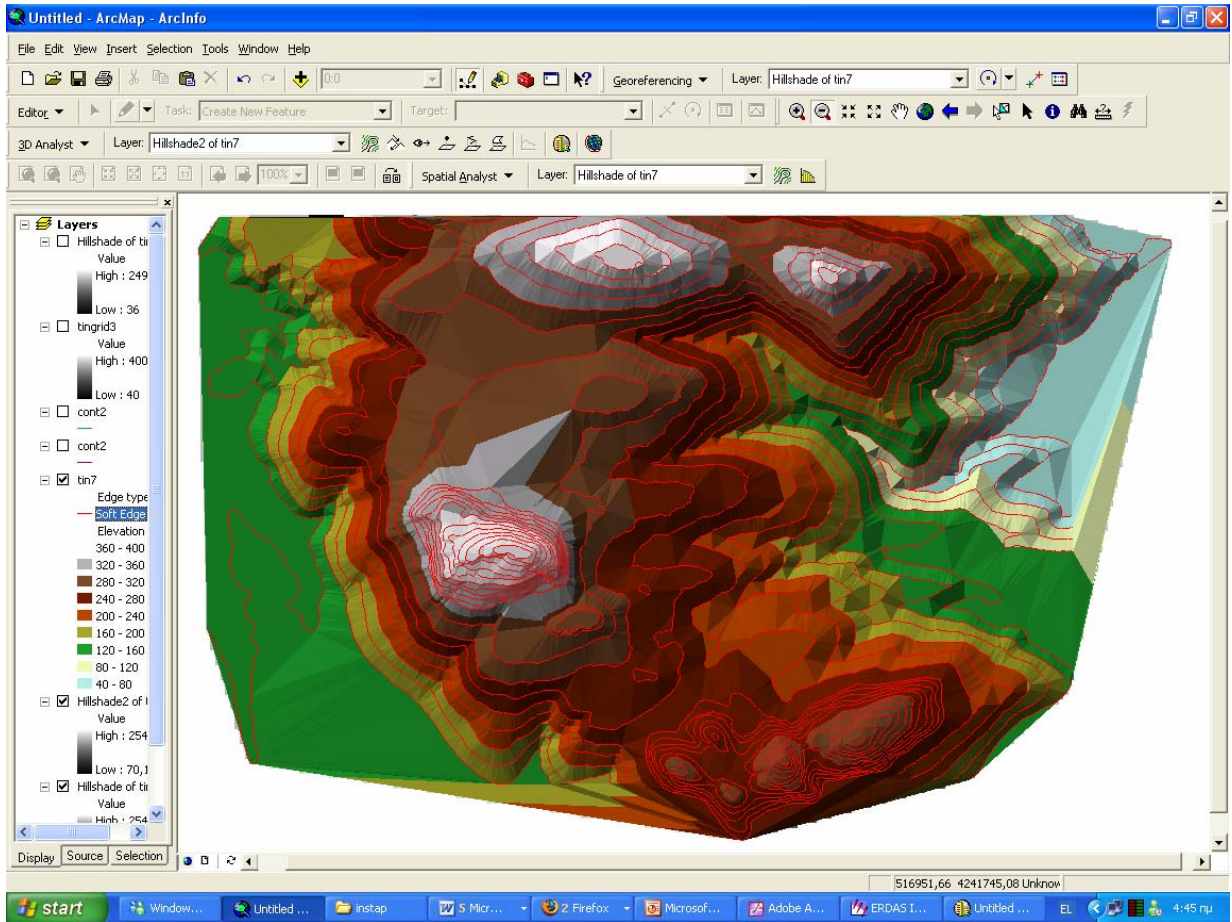 Untitled - ArcMap - ArcInfo
File Edit View Insert Selection Tools Window Help
0:0 Georeferencing Layer: Hillshade of tin7
Editor Task: Create New Feature Target:
3D Analyst Layer: Hillshade2 of tin7
100% Spatial Analyst Layer: Hillshade of tin7
Layers
Hillshade of tin
Value
High : 249
Low : 36
tingrid3
Value
High : 400
Low : 40
cont2
cont2
tin7
Edge type
Soft Edge
Elevation
360 - 400
320 - 360
280 - 320
240 - 280
200 - 240
160 - 200
120 - 160
80 - 120
40 - 80
Hillshade2 of
Value
High : 254
Low : 70,1
Hillshade of ti
Value
High : 254
Display Source Selection
516951,66 4241745,08 Unknow
start Window... Untitled ... instap 5 Micr... 2 Firefox Microsof... Adobe A... ERDAS I... Untitled ... EL 4:45 πμ